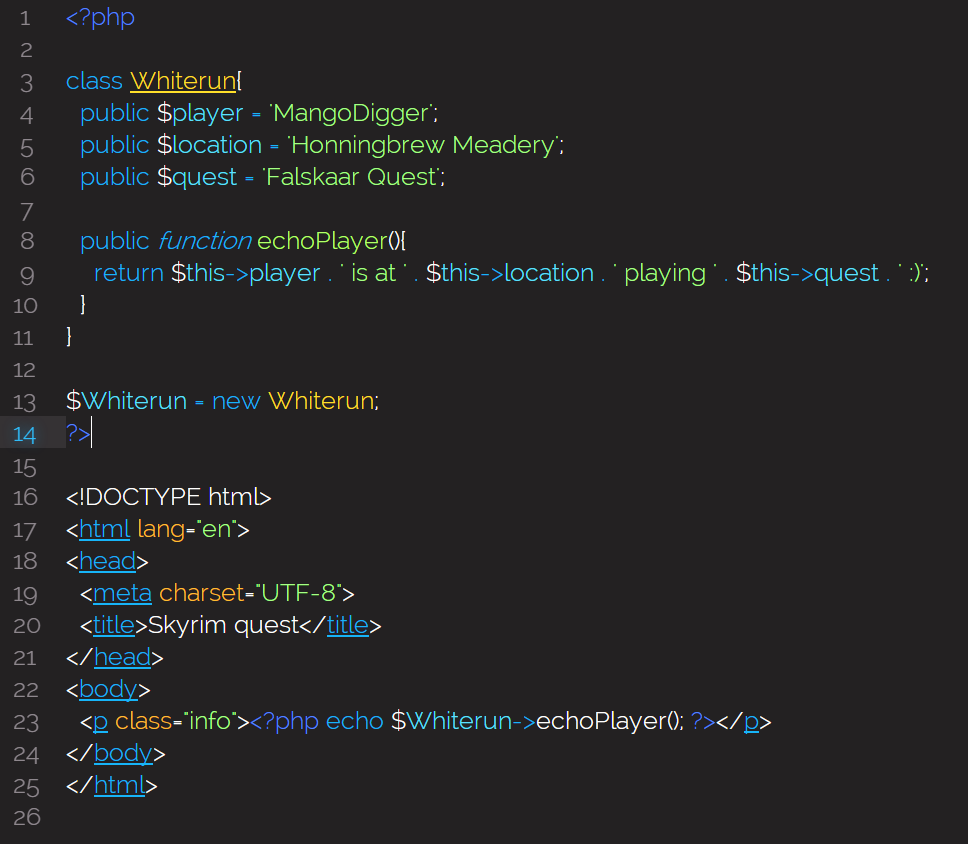 1 <?php
2
3 class Whiterun{
4 public $player = 'MangoDigger';
5 public $location = 'Honningbrew Meadery';
6 public $quest = 'Falskaar Quest';
7
8 public function echoPlayer(){
9 return $this->player . ' is at ' . $this->location . ' playing ' . $this->quest . ' :)';
10 }
11 }
12
13 $Whiterun = new Whiterun;
14 ?>
15
16 <!DOCTYPE html>
17 <html lang="en">
18 <head>
19 <meta charset="UTF-8">
20 <title>Skyrim quest</title>
21 </head>
22 <body>
23 <p class="info"><?php echo $Whiterun->echoPlayer(); ?></p>
24 </body>
25 </html>
26